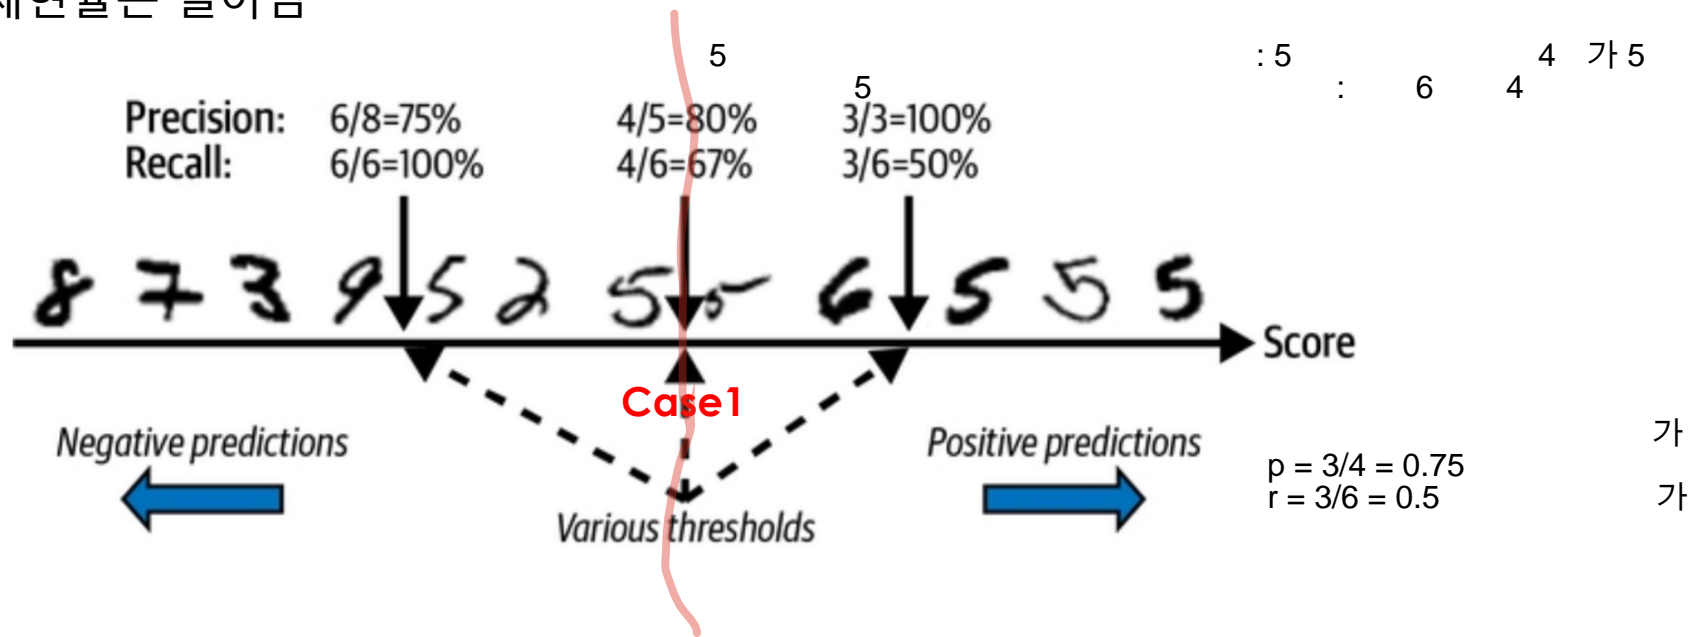 5 : 5 4 가 5
5 : 6 4
Precision: 6/8=75% 4/5=80% 3/3=100%
Recall: 6/6=100% 4/6=67% 3/6=50%
8 7 3 9 5 2 5 5 6 5 5 5
Score
Case1
Negative predictions
Positive predictions
Various thresholds
가
p = 3/4 = 0.75
r = 3/6 = 0.5 가